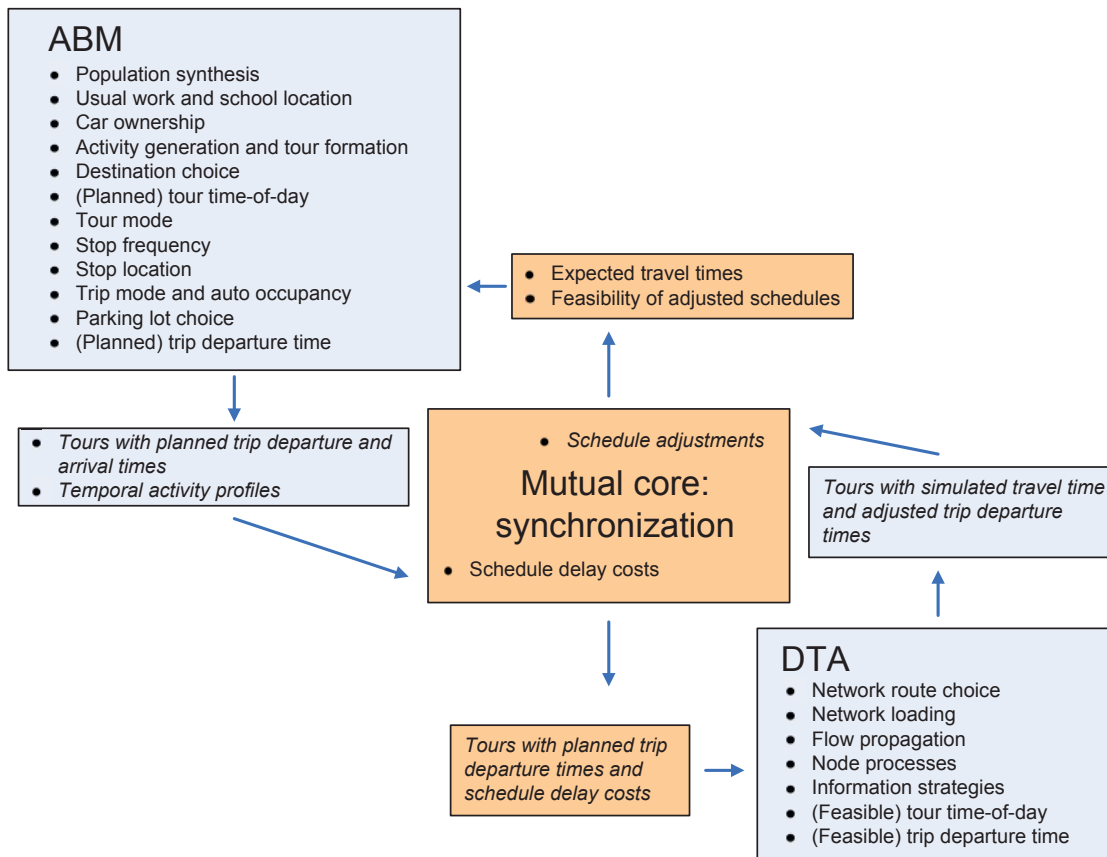 ABM
• Population synthesis
• Usual work and school location
• Car ownership
• Activity generation and tour formation
• Destination choice
• (Planned) tour time-of-day
• Tour mode
• Stop frequency
• Stop location
• Trip mode and auto occupancy
• Parking lot choice
• (Planned) trip departure time
• Expected travel times
• Feasibility of adjusted schedules
• Tours with planned trip departure and
arrival times
• Temporal activity profiles
• Schedule adjustments
Mutual core:
synchronization
• Schedule delay costs
Tours with simulated travel time
and adjusted trip departure
times
Tours with planned trip
departure times and
schedule delay costs
DTA
• Network route choice
• Network loading
• Flow propagation
• Node processes
• Information strategies
• (Feasible) tour time-of-day
• (Feasible) trip departure time